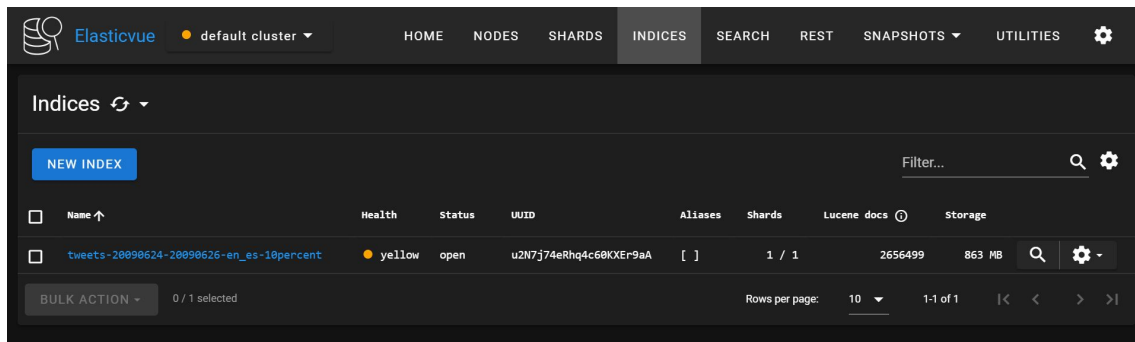 Elasticvue default cluster HOME NODES SHARDS INDICES SEARCH REST SNAPSHOTS UTILITIES
Indices
NEW INDEX Filter...
Name Health Status UUID Aliases Shards Lucene docs Storage
tweets-20090624-20090626-en_es-10percent yellow open u2N7j74eRhq4c60KXEr9aA [ ] 1 / 1 2656499 863 MB
BULK ACTION 0 / 1 selected Rows per page: 10 1-1 of 1